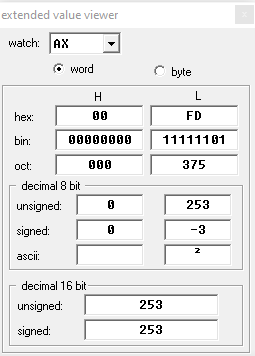 extended value viewer
watch: AX
word byte
H L
hex: 00 FD
bin: 00000000 11111101
oct: 000 375
decimal 8 bit
unsigned: 0 253
signed: 0 -3
ascii: ²
decimal 16 bit
unsigned: 253
signed: 253